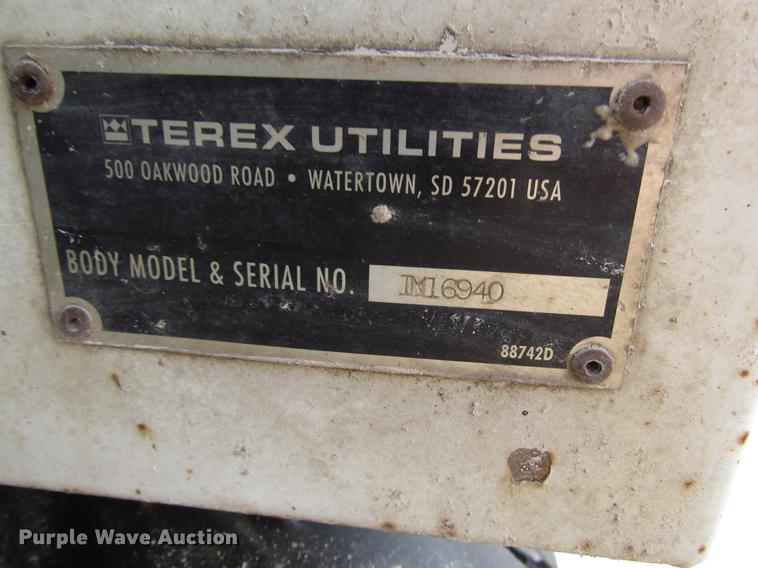 TEREX UTILITIES
500 OAKWOOD ROAD • WATERTOWN, SD 57201 USA
BODY MODEL & SERIAL NO.
88742D
Purple Wave Auction